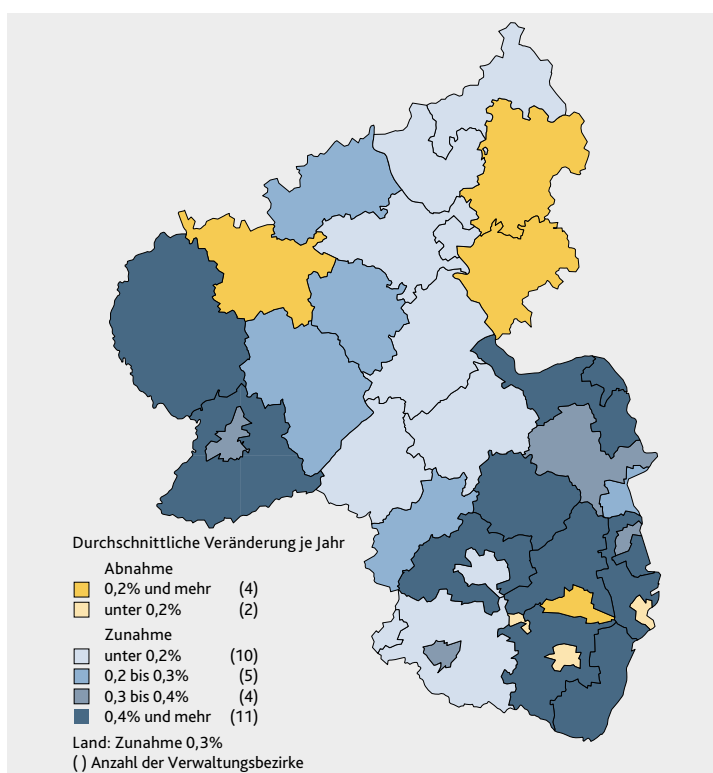 Durchschnittliche Veränderung je Jahr
Abnahme
0,2% und mehr (4)
unter 0,2% (2)
Zunahme
unter 0,2% (10)
0,2 bis 0,3% (5)
0,3 bis 0,4% (4)
0,4% und mehr (11)
Land: Zunahme 0,3%
( ) Anzahl der Verwaltungsbezirke